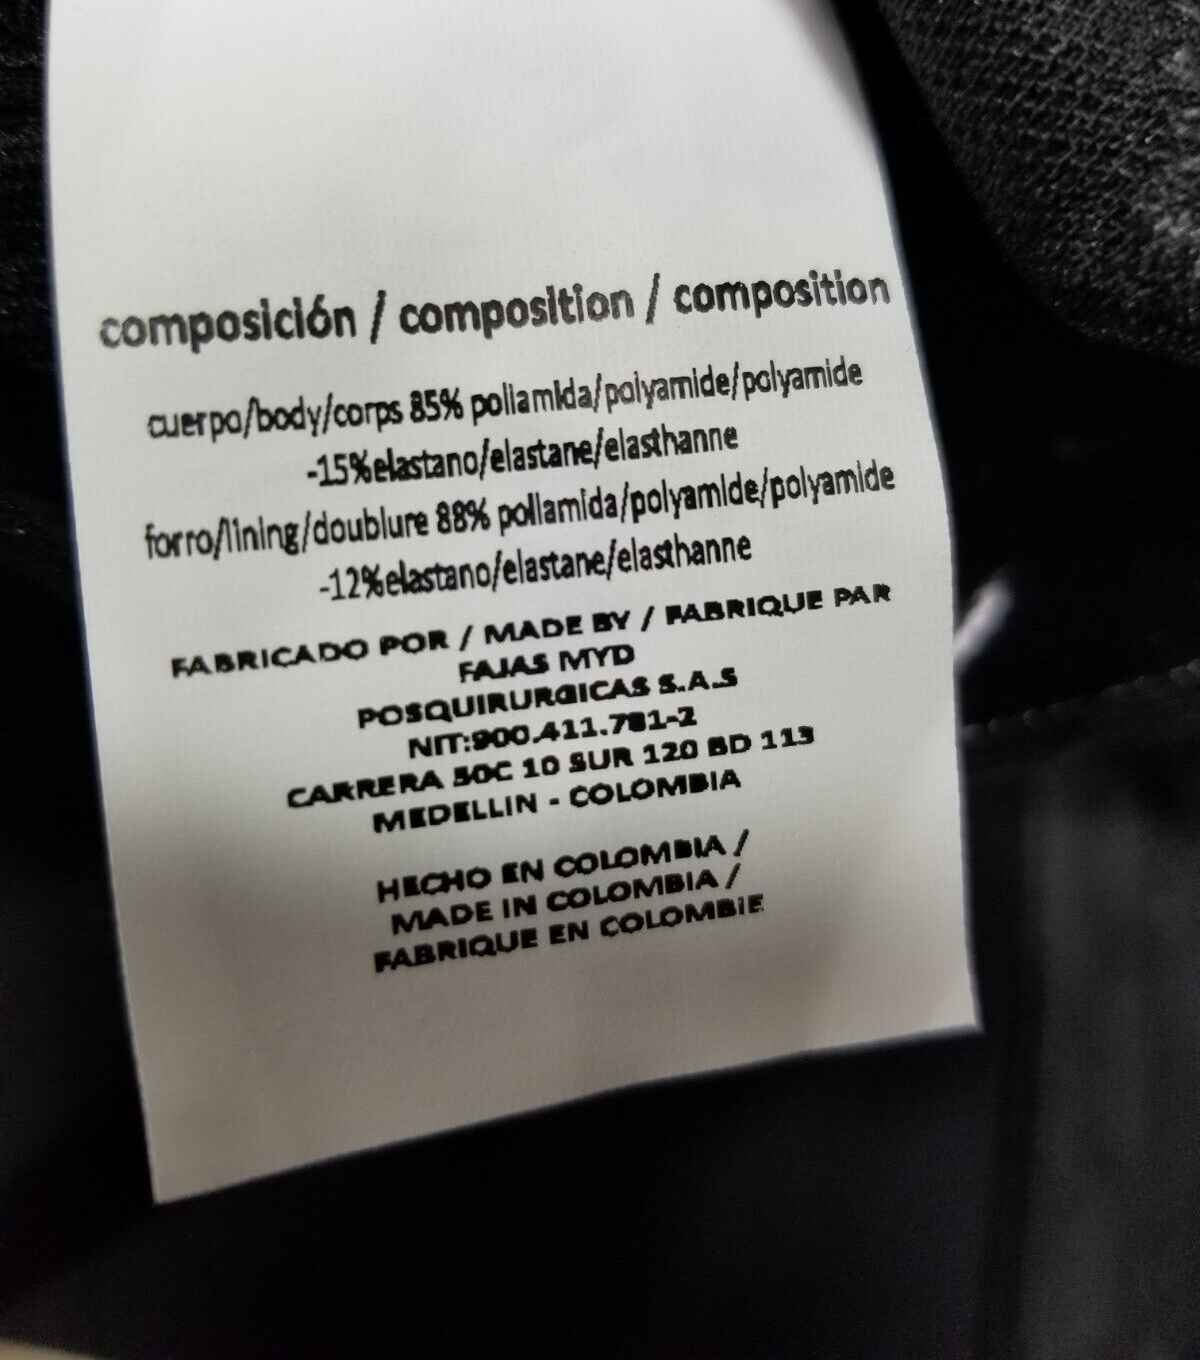 composición / composition / composition
cuerpo/body/corps 85% poliamida/polyamide/polyamide
-15%elastano/elastane/elasthanne
forro/lining/doublure 88% poliamida/polyamide/polyamide
-12%elastano/elastane/elasthanne
FABRICADO POR / MADE BY / FABRIQUE PAR
FAJAS MYD
POSQUIRURGICAS S.A.S
NIT:900.411.781-2
CARRERA 50C 10 SUR 120 BD 113
MEDELLIN - COLOMBIA
HECHO EN COLOMBIA /
MADE IN COLOMBIA /
FABRIQUE EN COLOMBIE